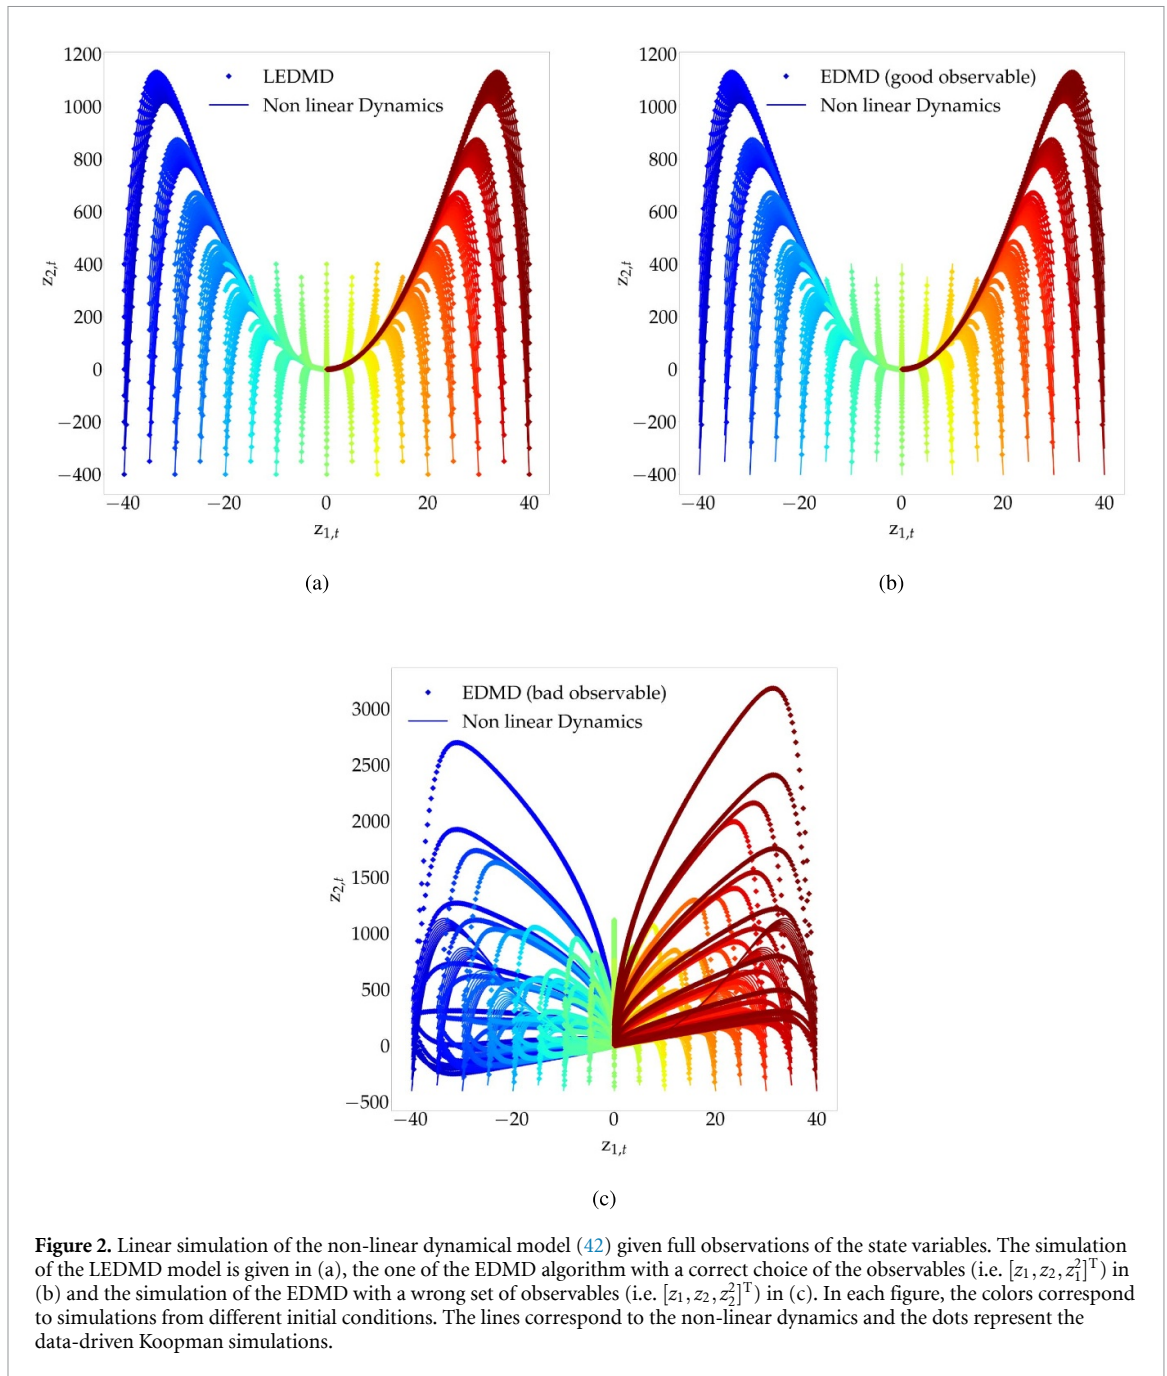 1200
1000
800
600
400
200
0
−200
−400
z2,t
LEDMD
Non linear Dynamics
−40 −20 0 20 40
z1,t
(a)
1200
1000
800
600
400
200
0
−200
−400
z2,t
EDMD (good observable)
Non linear Dynamics
−40 −20 0 20 40
z1,t
(b)
3000
2500
2000
1500
1000
500
0
−500
z2,t
EDMD (bad observable)
Non linear Dynamics
−40 −20 0 20 40
z1,t
(c)
Figure 2. Linear simulation of the non-linear dynamical model (42) given full observations of the state variables. The simulation
of the LEDMD model is given in (a), the one of the EDMD algorithm with a correct choice of the observables (i.e. [z₁, z₂, z₁²]ᵀ) in
(b) and the simulation of the EDMD with a wrong set of observables (i.e. [z₁, z₂, z₂²]ᵀ) in (c). In each figure, the colors correspond
to simulations from different initial conditions. The lines correspond to the non-linear dynamics and the dots represent the
data-driven Koopman simulations.